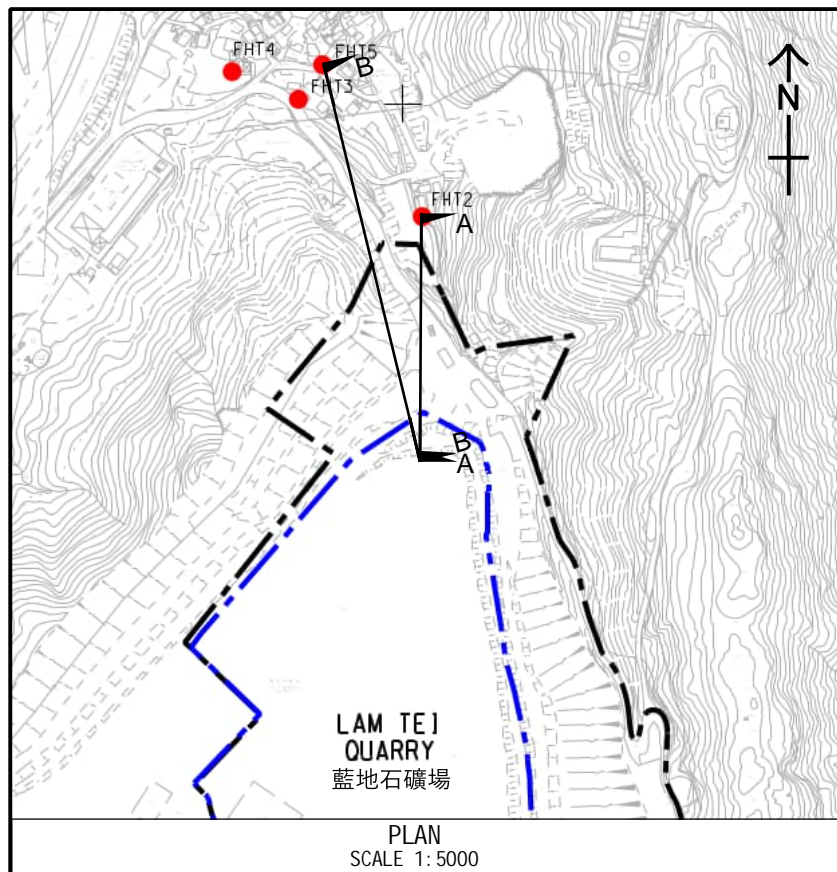 FHT4
FHT5
B
FHT3
N
FHT2
A
B
A
LAM TEI
QUARRY
藍地石礦場
PLAN
SCALE 1:5000